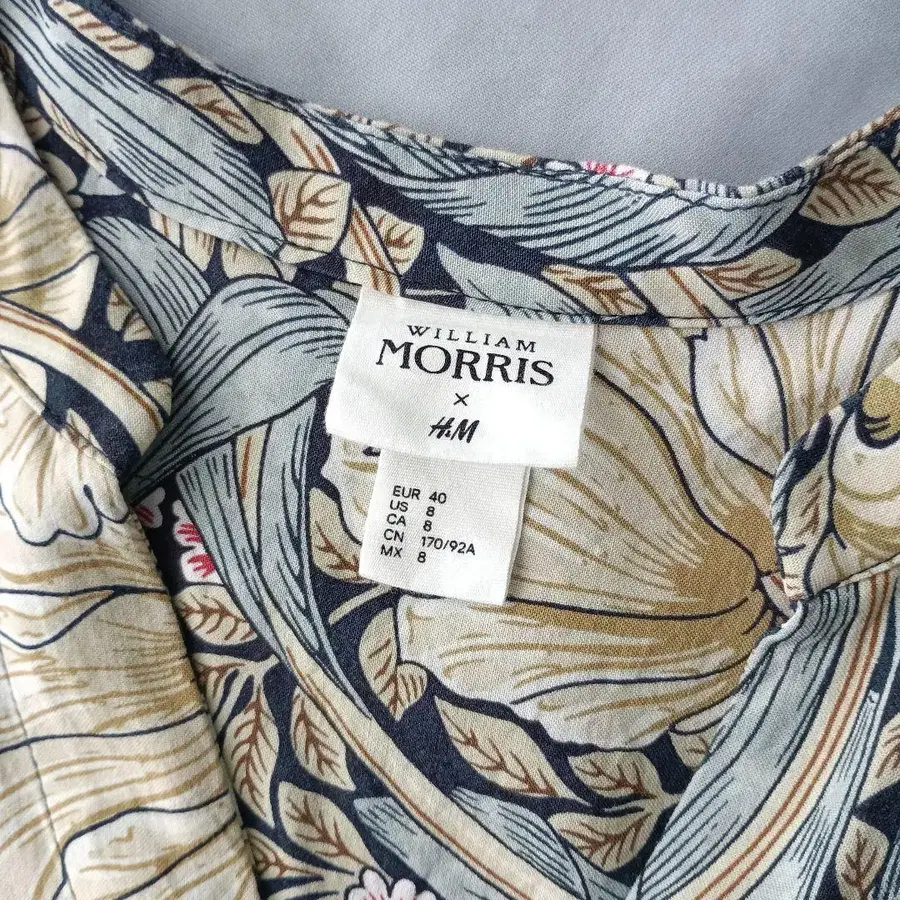 WILLIAM
MORRIS
×
H&M
EUR 40
US 8
CA 8
CN 170/92A
MX 8